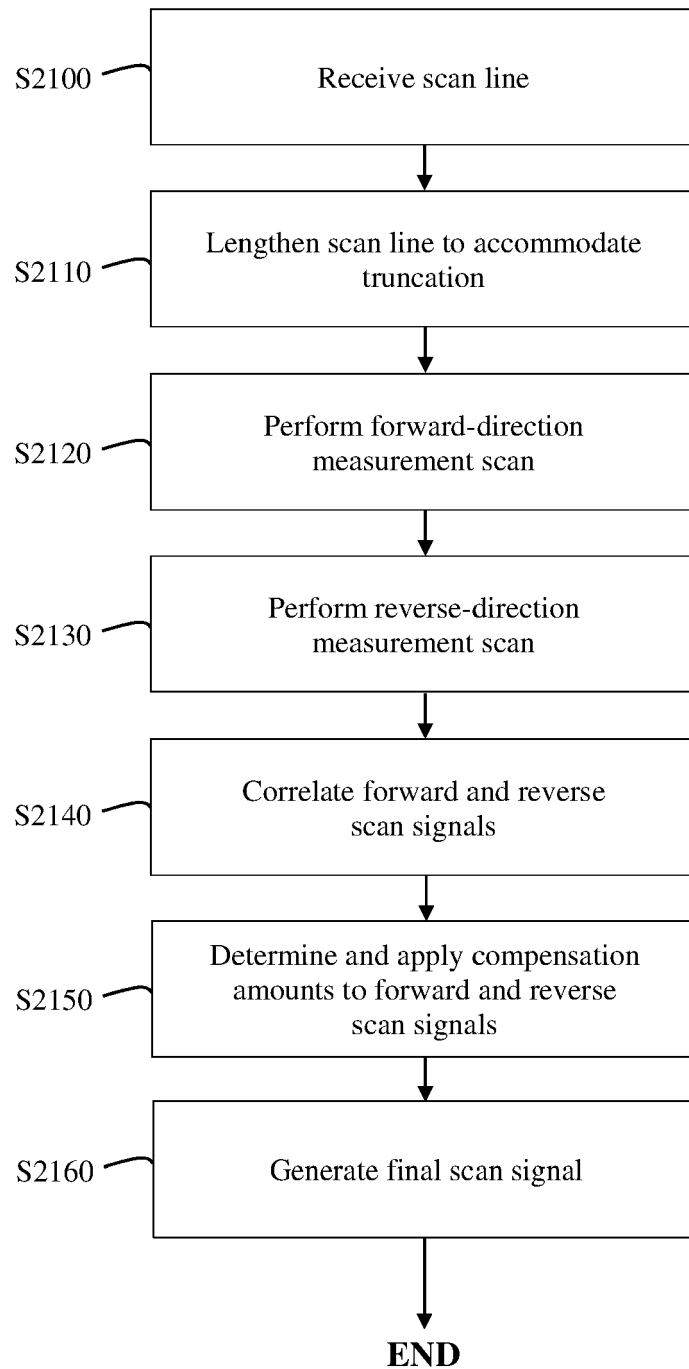 S2100
Receive scan line
S2110
Lengthen scan line to accommodate
truncation
S2120
Perform forward-direction
measurement scan
S2130
Perform reverse-direction
measurement scan
S2140
Correlate forward and reverse
scan signals
S2150
Determine and apply compensation
amounts to forward and reverse
scan signals
S2160
Generate final scan signal
END